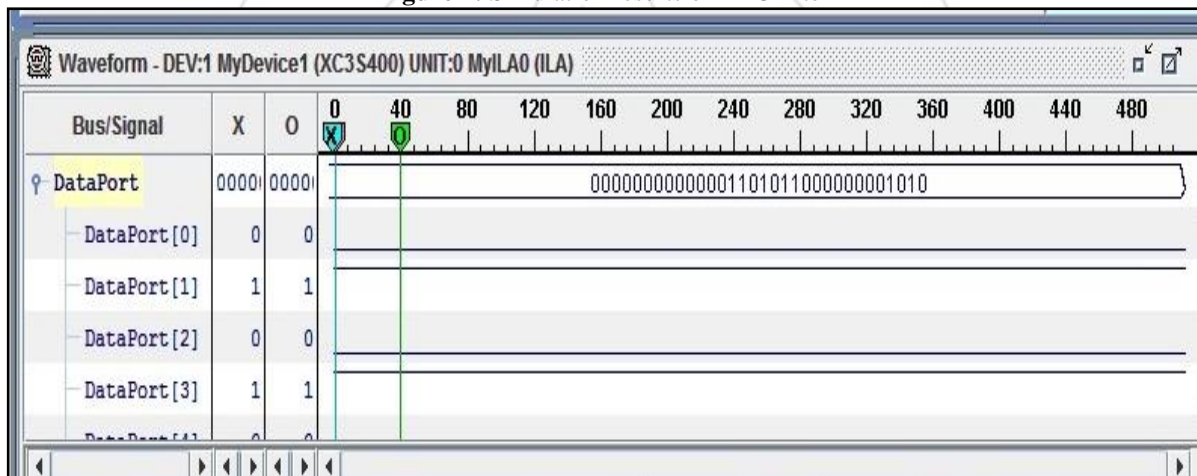 Waveform - DEV:1 MyDevice1 (XC3S400) UNIT:0 MyILA0 (ILA)
Bus/Signal X O 0 40 80 120 160 200 240 280 320 360 400 440 480
X O
DataPort 0000 0000 00000000000001101011000000001010
DataPort[0] 0 0
DataPort[1] 1 1
DataPort[2] 0 0
DataPort[3] 1 1